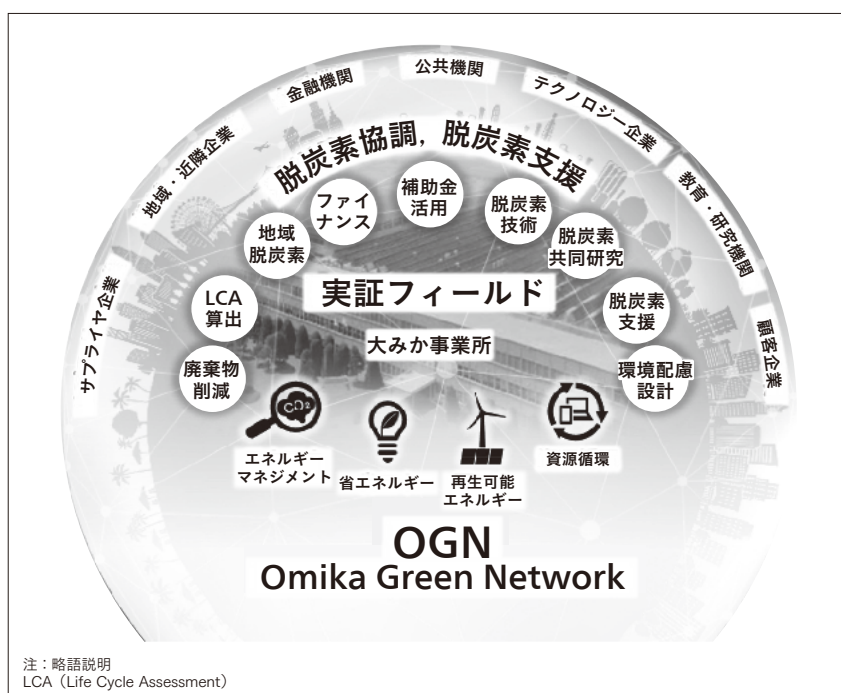 サプライヤ企業
地域・近隣企業
金融機関
公共機関
テクノロジー企業
教育・研究機関
顧客企業
脱炭素協調，脱炭素支援
廃棄物
削減
LCA
算出
地域
脱炭素
ファイ
ナンス
補助金
活用
脱炭素
技術
脱炭素
共同研究
脱炭素
支援
環境配慮
設計
実証フィールド
大みか事業所
CO2
エネルギー
マネジメント
省エネルギー
再生可能
エネルギー
資源循環
OGN
Omika Green Network
注：略語説明
LCA（Life Cycle Assessment）